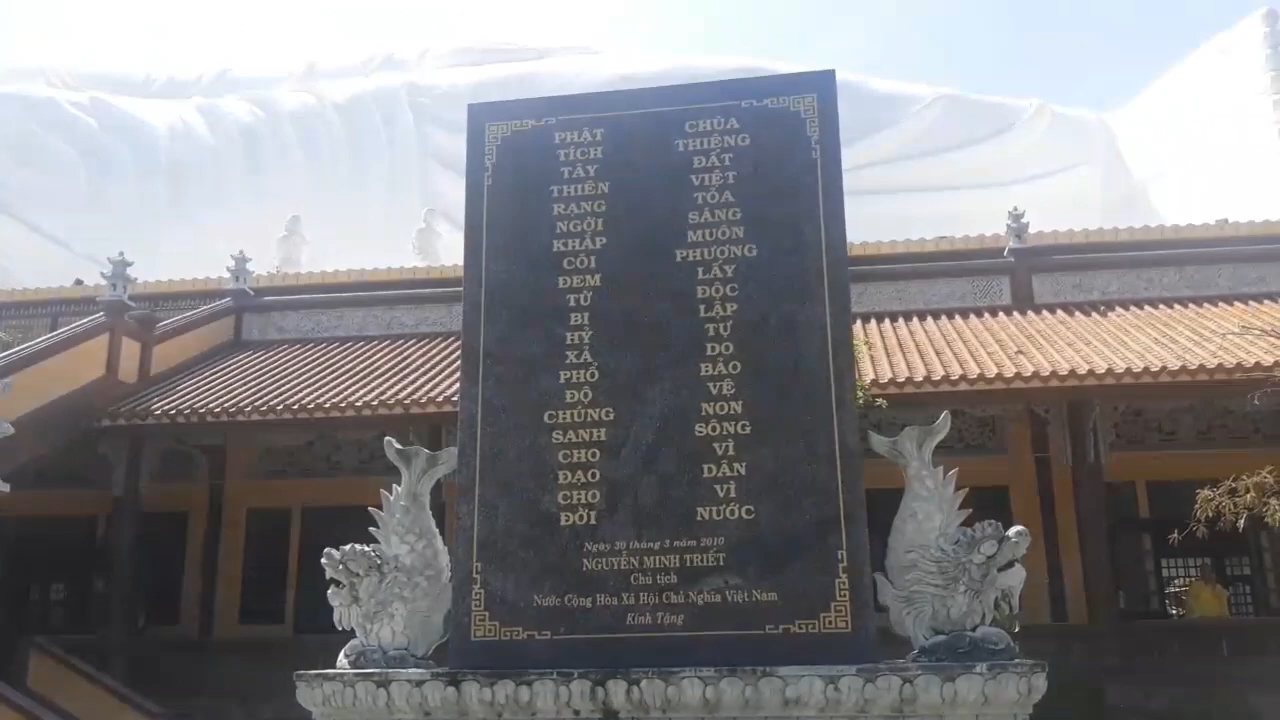 PHẬT
TÍCH
TÂY
THIÊN
RẠNG
NGỜI
KHẮP
CÕI
ĐEM
TỪ
BI
HỶ
XẢ
PHỔ
ĐỘ
CHÚNG
SANH
CHO
ĐẠO
CHO
ĐỜI
CHÙA
THIÊNG
ĐẤT
VIỆT
TỎA
SÁNG
MUÔN
PHƯƠNG
LẤY
ĐỘC
LẬP
TỰ
DO
BẢO
VỆ
NON
SÔNG
VÌ
DÂN
VÌ
NƯỚC
Ngày 30 tháng 3 năm 2010
NGUYỄN MINH TRIẾT
Chủ tịch
Nước Cộng Hòa Xã Hội Chủ Nghĩa Việt Nam
Kính Tặng